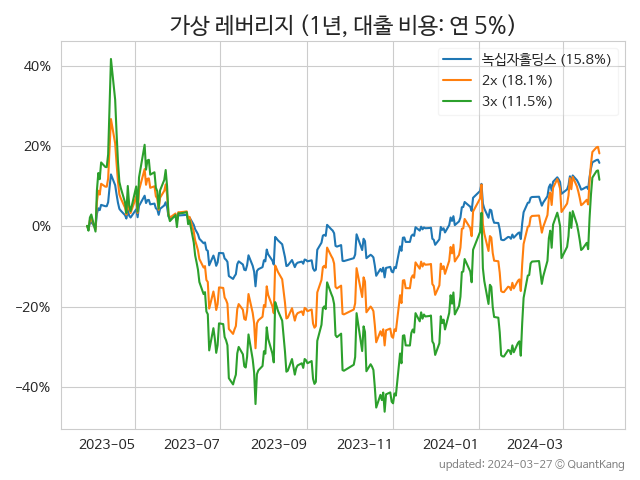 가상 레버리지 (1년, 대출 비용: 연 5%)
녹십자홀딩스 (15.8%)
2x (18.1%)
3x (11.5%)
40%
20%
0%
−20%
−40%
2023-05 2023-07 2023-09 2023-11 2024-01 2024-03
updated: 2024-03-27 © QuantKang